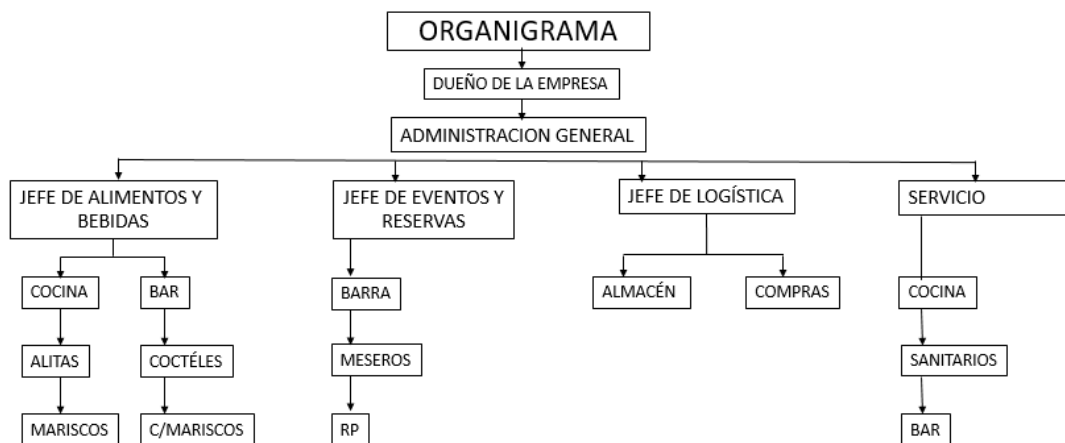 ORGANIGRAMA
DUEÑO DE LA EMPRESA
ADMINISTRACION GENERAL
JEFE DE ALIMENTOS Y
BEBIDAS
JEFE DE EVENTOS Y
RESERVAS
JEFE DE LOGÍSTICA
SERVICIO
COCINA
BAR
BARRA
ALMACÉN
COMPRAS
COCINA
ALITAS
COCTÉLES
MESEROS
SANITARIOS
MARISCOS
C/MARISCOS
RP
BAR